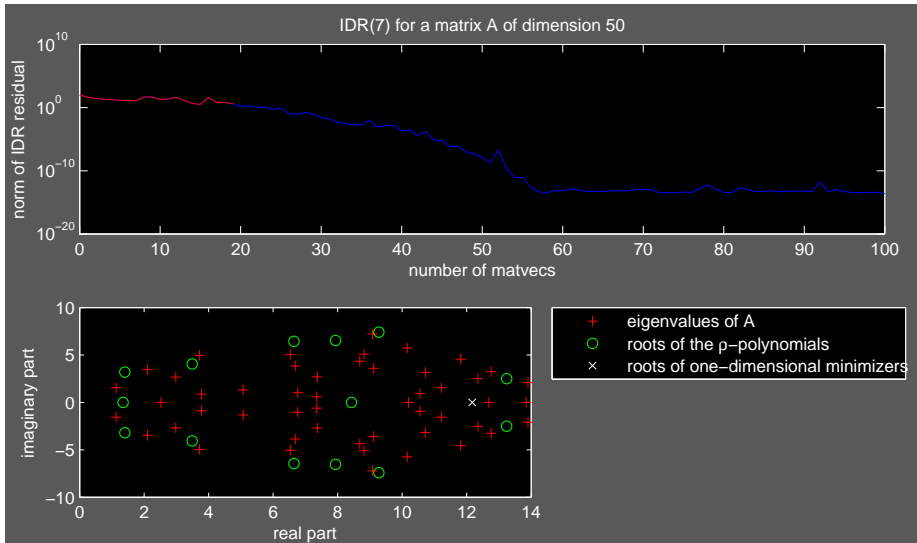 IDR(7) for a matrix A of dimension 50
norm of IDR residual
10^10
10^0
10^−10
10^−20
0 10 20 30 40 50 60 70 80 90 100
number of matvecs
imaginary part
10
5
0
−5
−10
0 2 4 6 8 10 12 14
real part
eigenvalues of A
roots of the ρ−polynomials
roots of one−dimensional minimizers